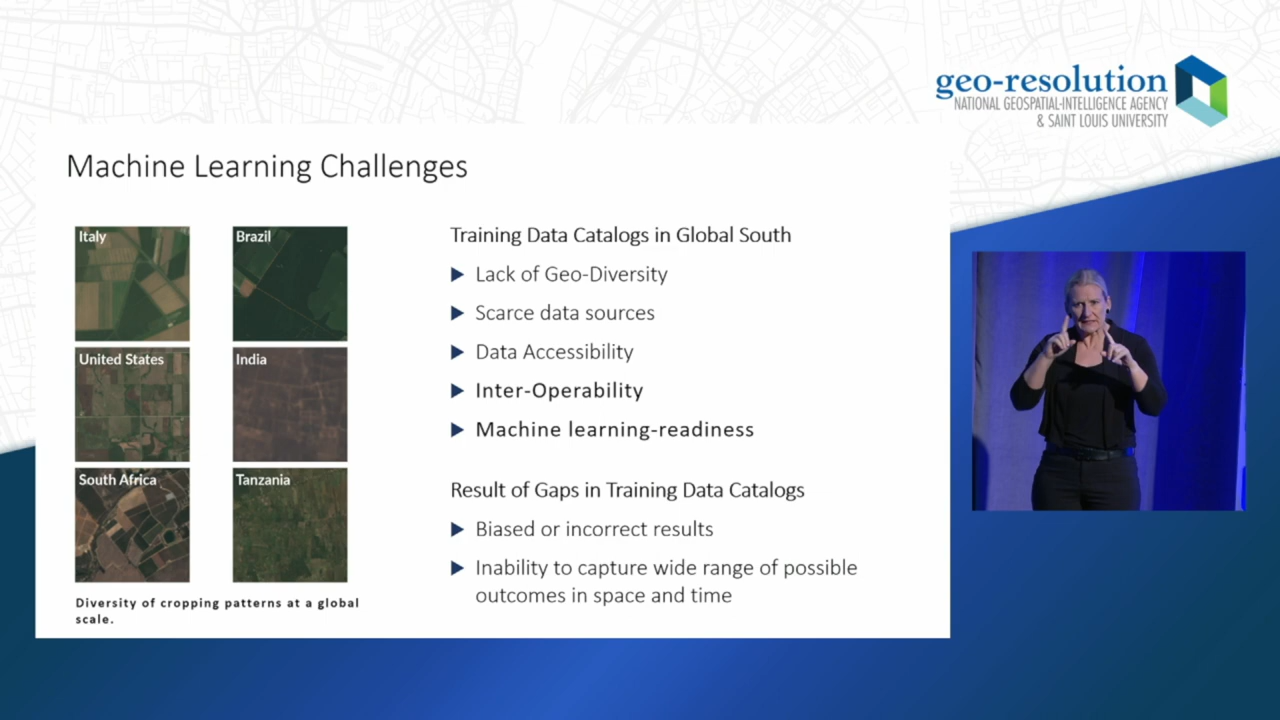 geo-resolution
NATIONAL GEOSPATIAL-INTELLIGENCE AGENCY
& SAINT LOUIS UNIVERSITY
Machine Learning Challenges
Italy
Brazil
United States
India
South Africa
Tanzania
Diversity of cropping patterns at a global
scale.
Training Data Catalogs in Global South
Lack of Geo-Diversity
Scarce data sources
Data Accessibility
Inter-Operability
Machine learning-readiness
Result of Gaps in Training Data Catalogs
Biased or incorrect results
Inability to capture wide range of possible
outcomes in space and time